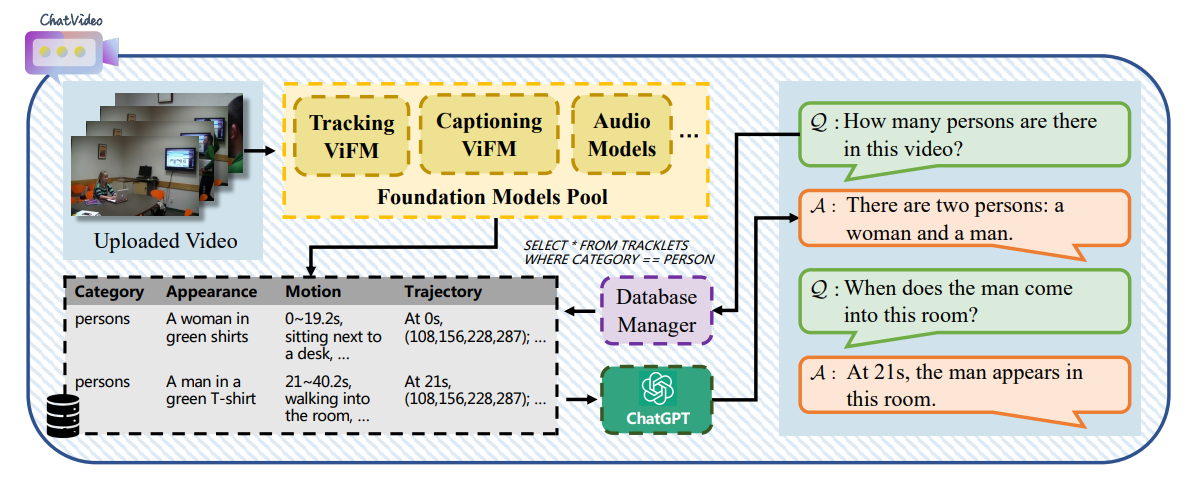 ChatVideo
Tracking
ViFM
Captioning
ViFM
Audio
Models
...
Foundation Models Pool
Uploaded Video
SELECT * FROM TRACKLETS
WHERE CATEGORY == PERSON
Category Appearance Motion Trajectory
persons
A woman in
green shirts
0~19.2s,
sitting next to
a desk, ...
At 0s,
(108,156,228,287); ...
persons
A man in a
green T-shirt
21~40.2s,
walking into
the room, ...
At 21s,
(108,156,228,287); ...
Database
Manager
ChatGPT
Q : How many persons are there
in this video?
A : There are two persons: a
woman and a man.
Q : When does the man come
into this room?
A : At 21s, the man appears in
this room.